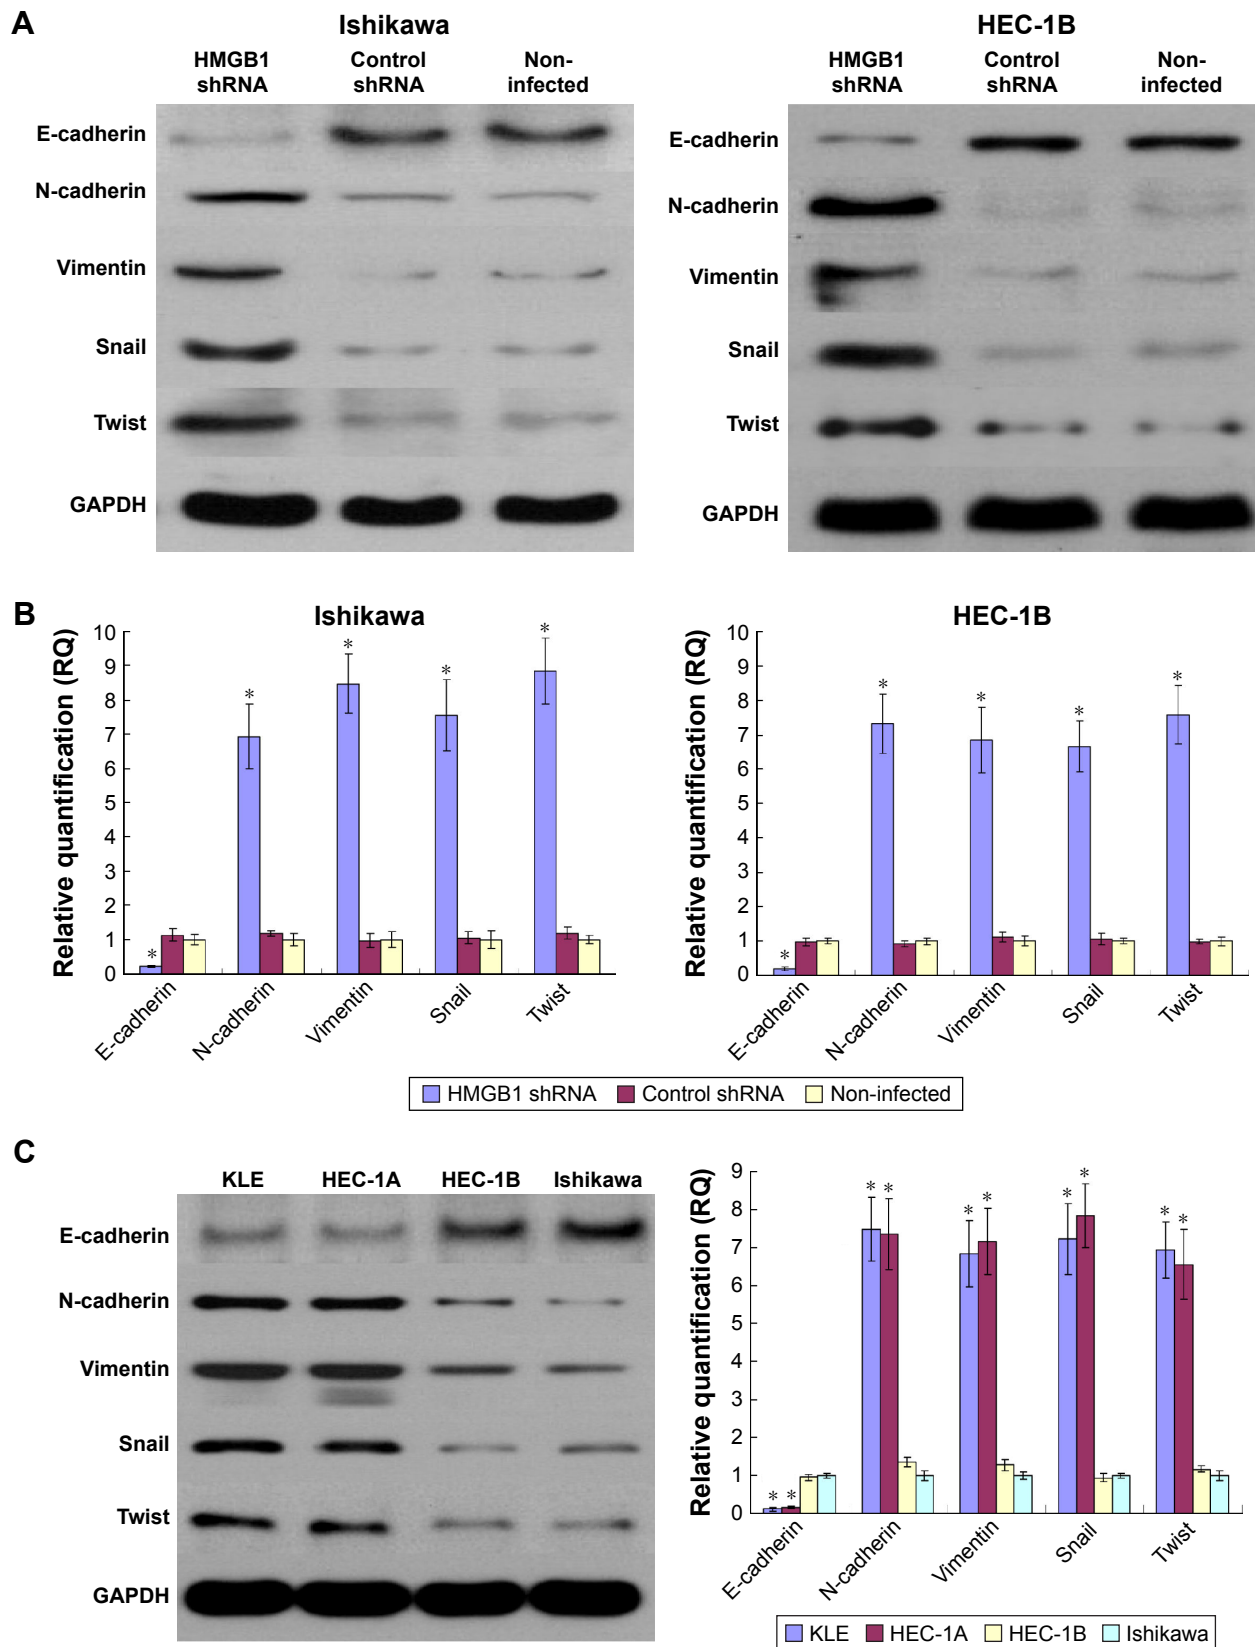 A
Ishikawa
HEC-1B
HMGB1 shRNA
Control shRNA
Non-infected
HMGB1 shRNA
Control shRNA
Non-infected
E-cadherin
N-cadherin
Vimentin
Snail
Twist
GAPDH
E-cadherin
N-cadherin
Vimentin
Snail
Twist
GAPDH
B
Ishikawa
Relative quantification (RQ)
10
9
8
7
6
5
4
3
2
1
0
*
*
*
*
*
E-cadherin
N-cadherin
Vimentin
Snail
Twist
HEC-1B
Relative quantification (RQ)
10
9
8
7
6
5
4
3
2
1
0
*
*
*
*
*
E-cadherin
N-cadherin
Vimentin
Snail
Twist
HMGB1 shRNA Control shRNA Non-infected
C
KLE HEC-1A HEC-1B Ishikawa
E-cadherin
N-cadherin
Vimentin
Snail
Twist
GAPDH
Relative quantification (RQ)
9
8
7
6
5
4
3
2
1
0
* *
* *
* *
* *
* *
E-cadherin
N-cadherin
Vimentin
Snail
Twist
KLE HEC-1A HEC-1B Ishikawa